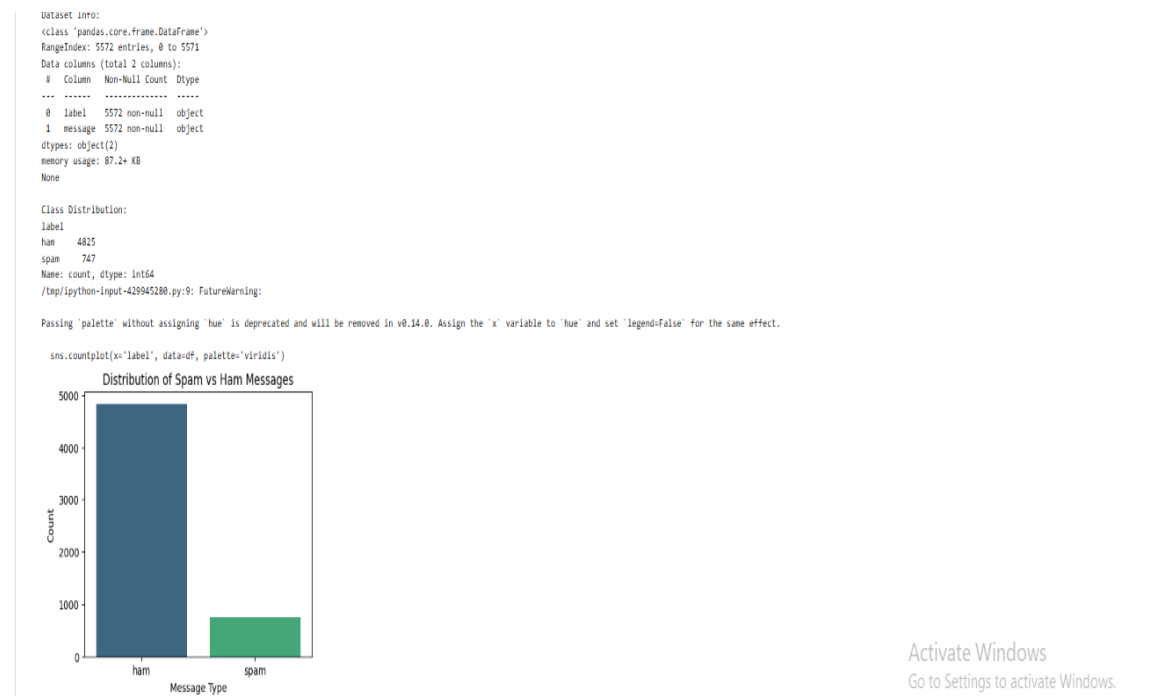 Dataset Info:
<class 'pandas.core.frame.DataFrame'>
RangeIndex: 5572 entries, 0 to 5571
Data columns (total 2 columns):
 #   Column   Non-Null Count  Dtype
---  ------   --------------  -----
 0   label    5572 non-null   object
 1   message  5572 non-null   object
dtypes: object(2)
memory usage: 87.2+ KB
None
Class Distribution:
label
ham     4825
spam     747
Name: count, dtype: int64
/tmp/ipython-input-429945280.py:9: FutureWarning:
Passing `palette` without assigning `hue` is deprecated and will be removed in v0.14.0. Assign the `x` variable to `hue` and set `legend=False` for the same effect.
sns.countplot(x='label', data=df, palette='viridis')
Distribution of Spam vs Ham Messages
5000
4000
3000
2000
1000
0
Count
ham spam
Message Type
Activate Windows
Go to Settings to activate Windows.